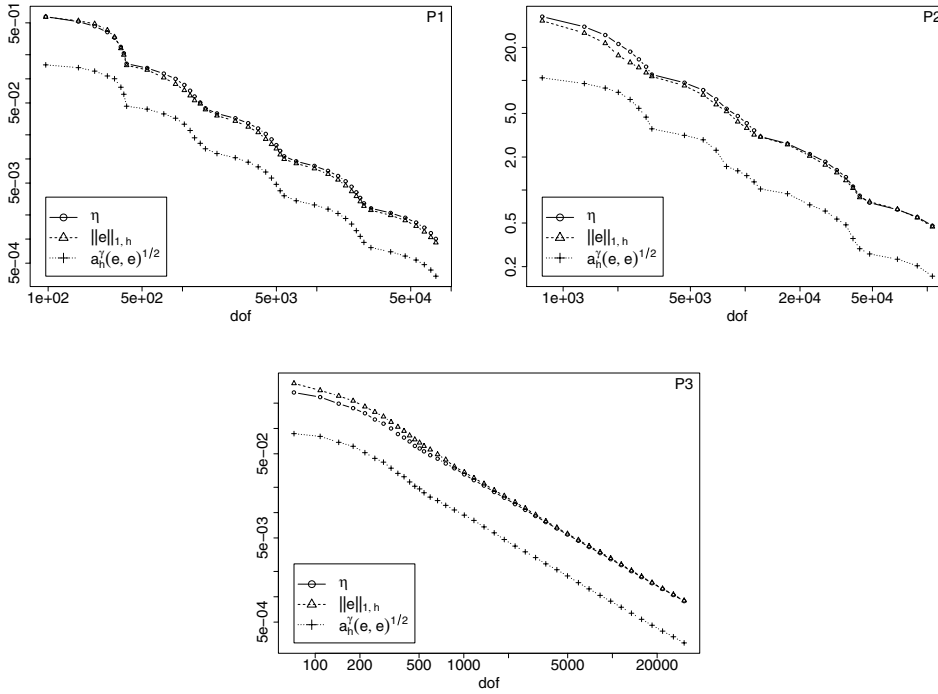 P1
5e-01
5e-02
5e-03
5e-04
η
||e||1, h
a_h^γ(e, e)^1/2
1e+02 5e+02 5e+03 5e+04
dof
P2
20.0
5.0
2.0
0.5
0.2
η
||e||1, h
a_h^γ(e, e)^1/2
1e+03 5e+03 2e+04 5e+04
dof
P3
5e-02
5e-03
5e-04
η
||e||1, h
a_h^γ(e, e)^1/2
100 200 500 1000 5000 20000
dof